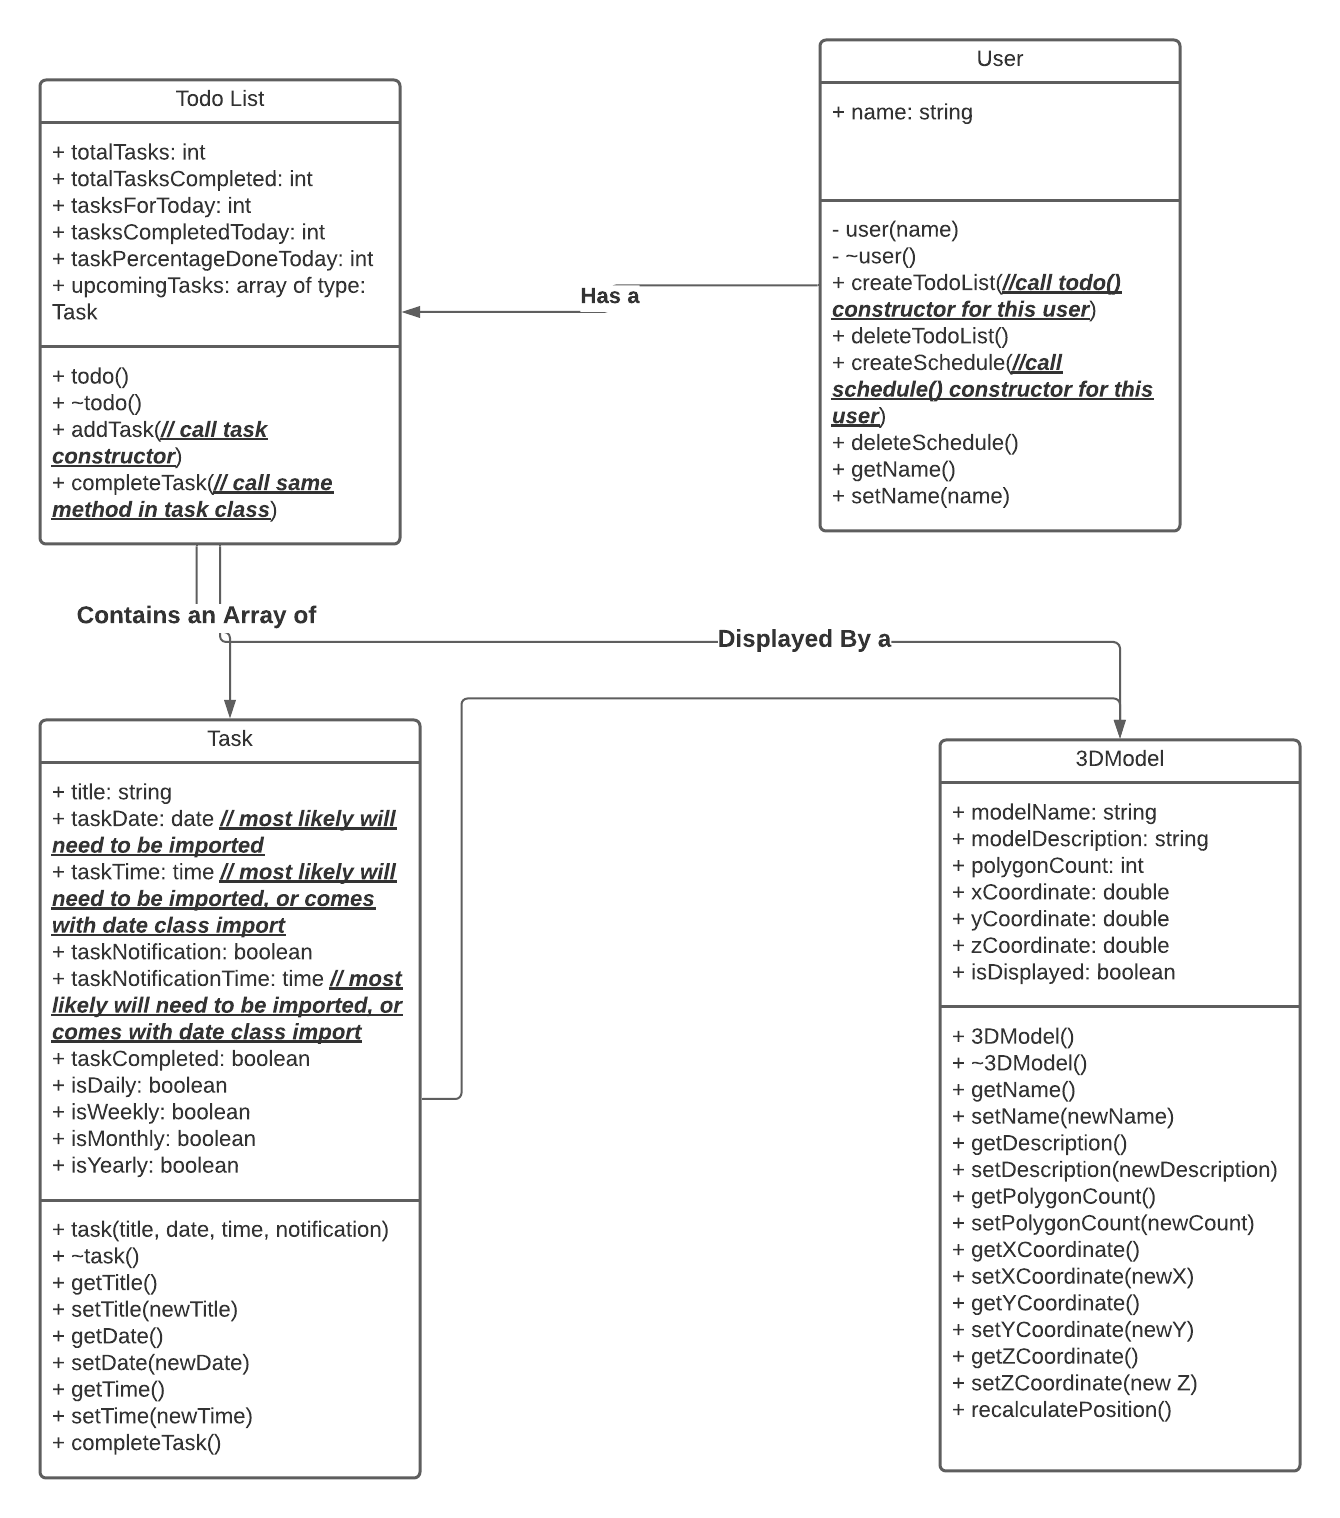 Todo List
+ totalTasks: int
+ totalTasksCompleted: int
+ tasksForToday: int
+ tasksCompletedToday: int
+ taskPercentageDoneToday: int
+ upcomingTasks: array of type:
Task
+ todo()
+ ~todo()
+ addTask(// call task
constructor)
+ completeTask(// call same
method in task class)
User
+ name: string
- user(name)
- ~user()
+ createTodoList(//call todo()
constructor for this user)
+ deleteTodoList()
+ createSchedule(//call
schedule() constructor for this
user)
+ deleteSchedule()
+ getName()
+ setName(name)
Has a
Contains an Array of
Displayed By a
Task
+ title: string
+ taskDate: date // most likely will
need to be imported
+ taskTime: time // most likely will
need to be imported, or comes
with date class import
+ taskNotification: boolean
+ taskNotificationTime: time // most
likely will need to be imported, or
comes with date class import
+ taskCompleted: boolean
+ isDaily: boolean
+ isWeekly: boolean
+ isMonthly: boolean
+ isYearly: boolean
+ task(title, date, time, notification)
+ ~task()
+ getTitle()
+ setTitle(newTitle)
+ getDate()
+ setDate(newDate)
+ getTime()
+ setTime(newTime)
+ completeTask()
3DModel
+ modelName: string
+ modelDescription: string
+ polygonCount: int
+ xCoordinate: double
+ yCoordinate: double
+ zCoordinate: double
+ isDisplayed: boolean
+ 3DModel()
+ ~3DModel()
+ getName()
+ setName(newName)
+ getDescription()
+ setDescription(newDescription)
+ getPolygonCount()
+ setPolygonCount(newCount)
+ getXCoordinate()
+ setXCoordinate(newX)
+ getYCoordinate()
+ setYCoordinate(newY)
+ getZCoordinate()
+ setZCoordinate(new Z)
+ recalculatePosition()